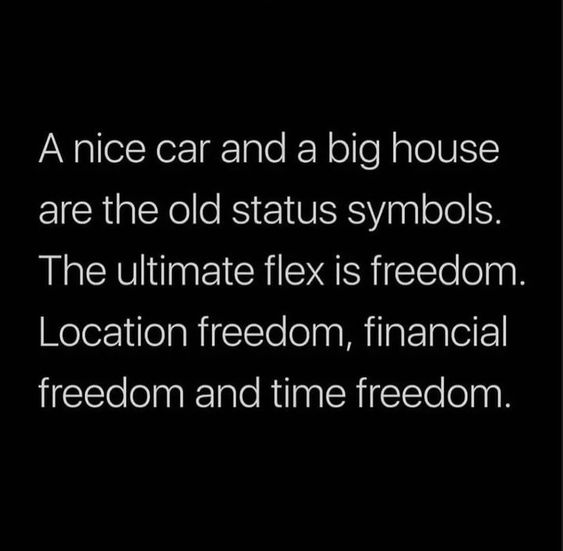 A nice car and a big house
are the old status symbols.
The ultimate flex is freedom.
Location freedom, financial
freedom and time freedom.